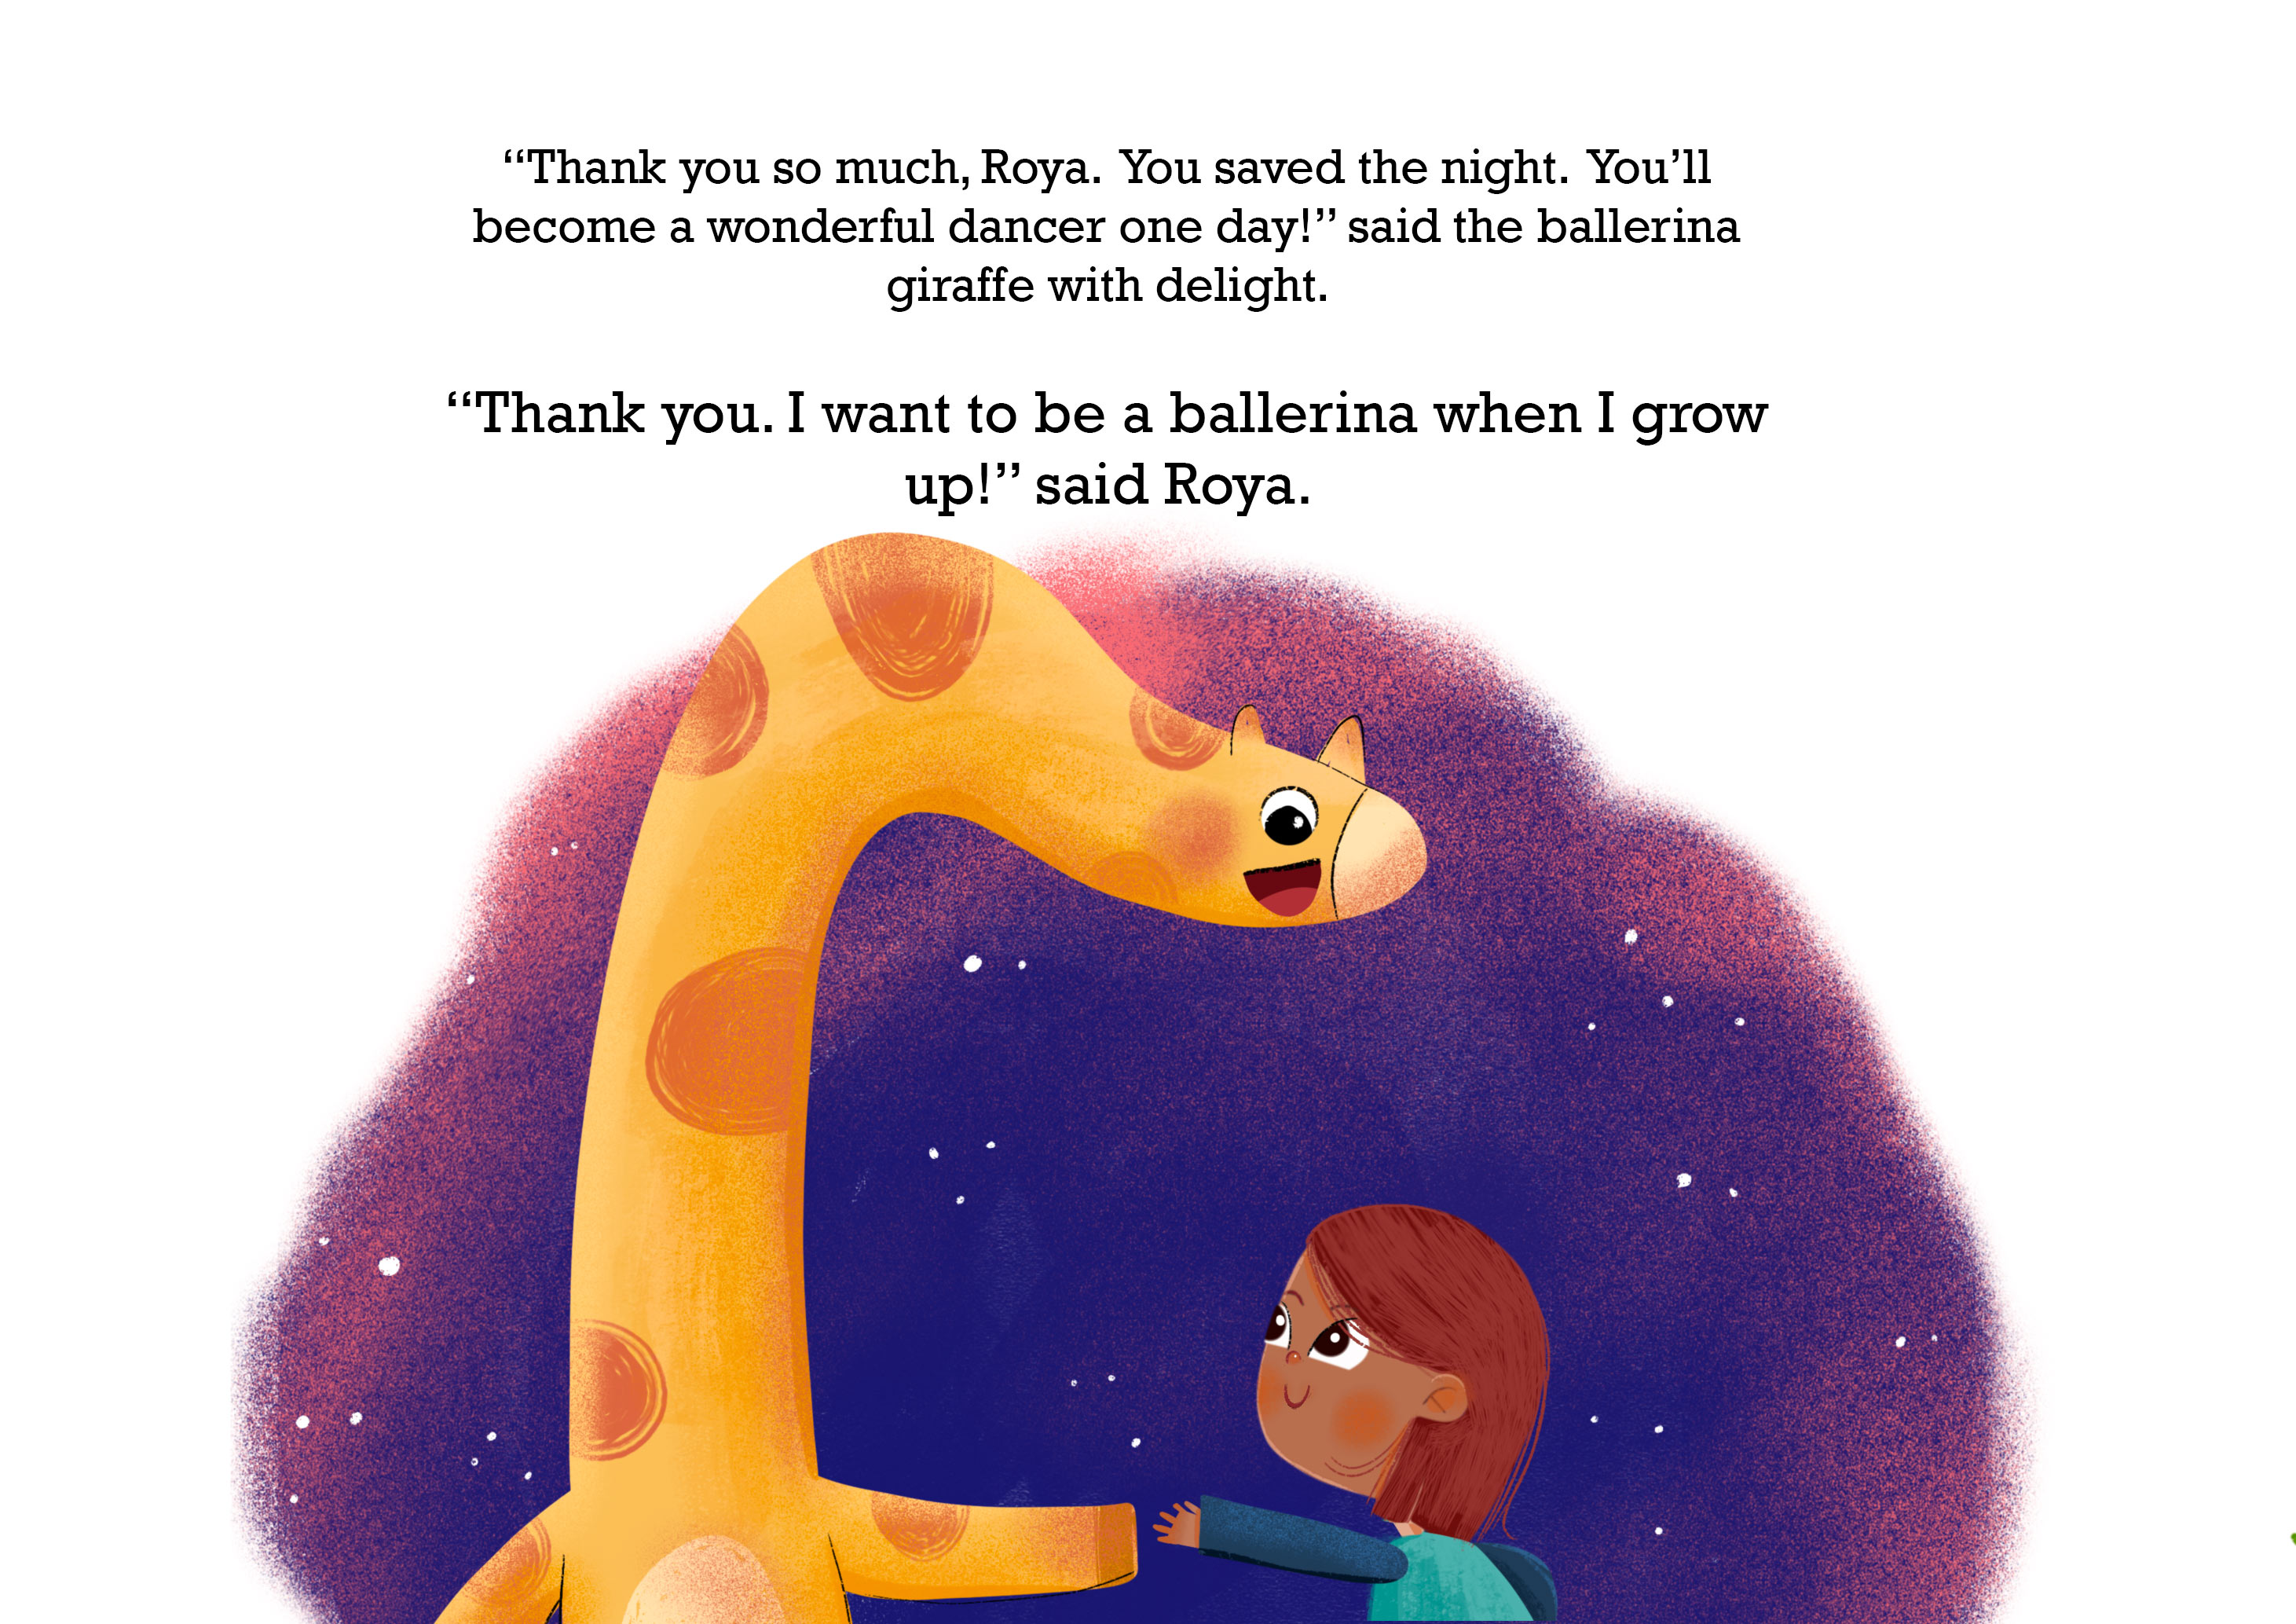 “Thank you so much, Roya. You saved the night. You’ll
become a wonderful dancer one day!” said the ballerina
giraffe with delight.
“Thank you. I want to be a ballerina when I grow
up!” said Roya.